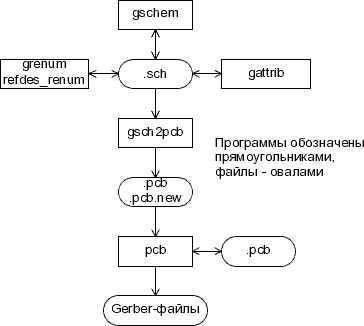 gschem
grenum
refdes_renum
.sch
gattrib
gsch2pcb
Программы обозначены
прямоугольниками,
файлы - овалами
.pcb
.pcb.new
pcb
.pcb
Gerber-файлы